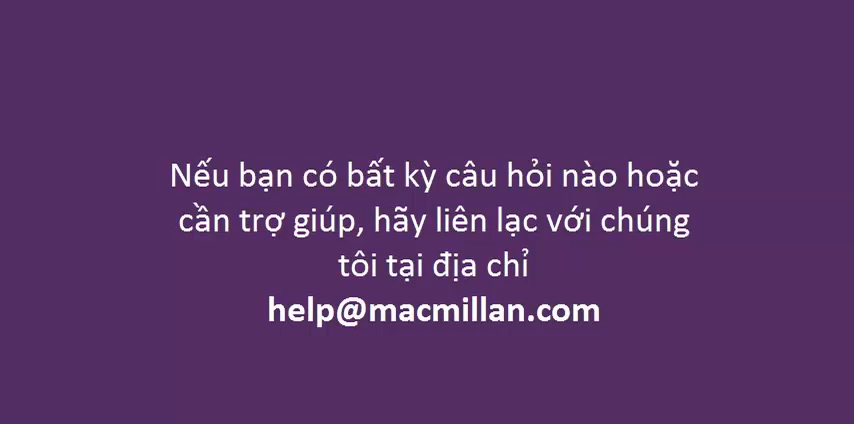 Nếu bạn có bất kỳ câu hỏi nào hoặc
cần trợ giúp, hãy liên lạc với chúng
tôi tại địa chỉ
help@macmillan.com